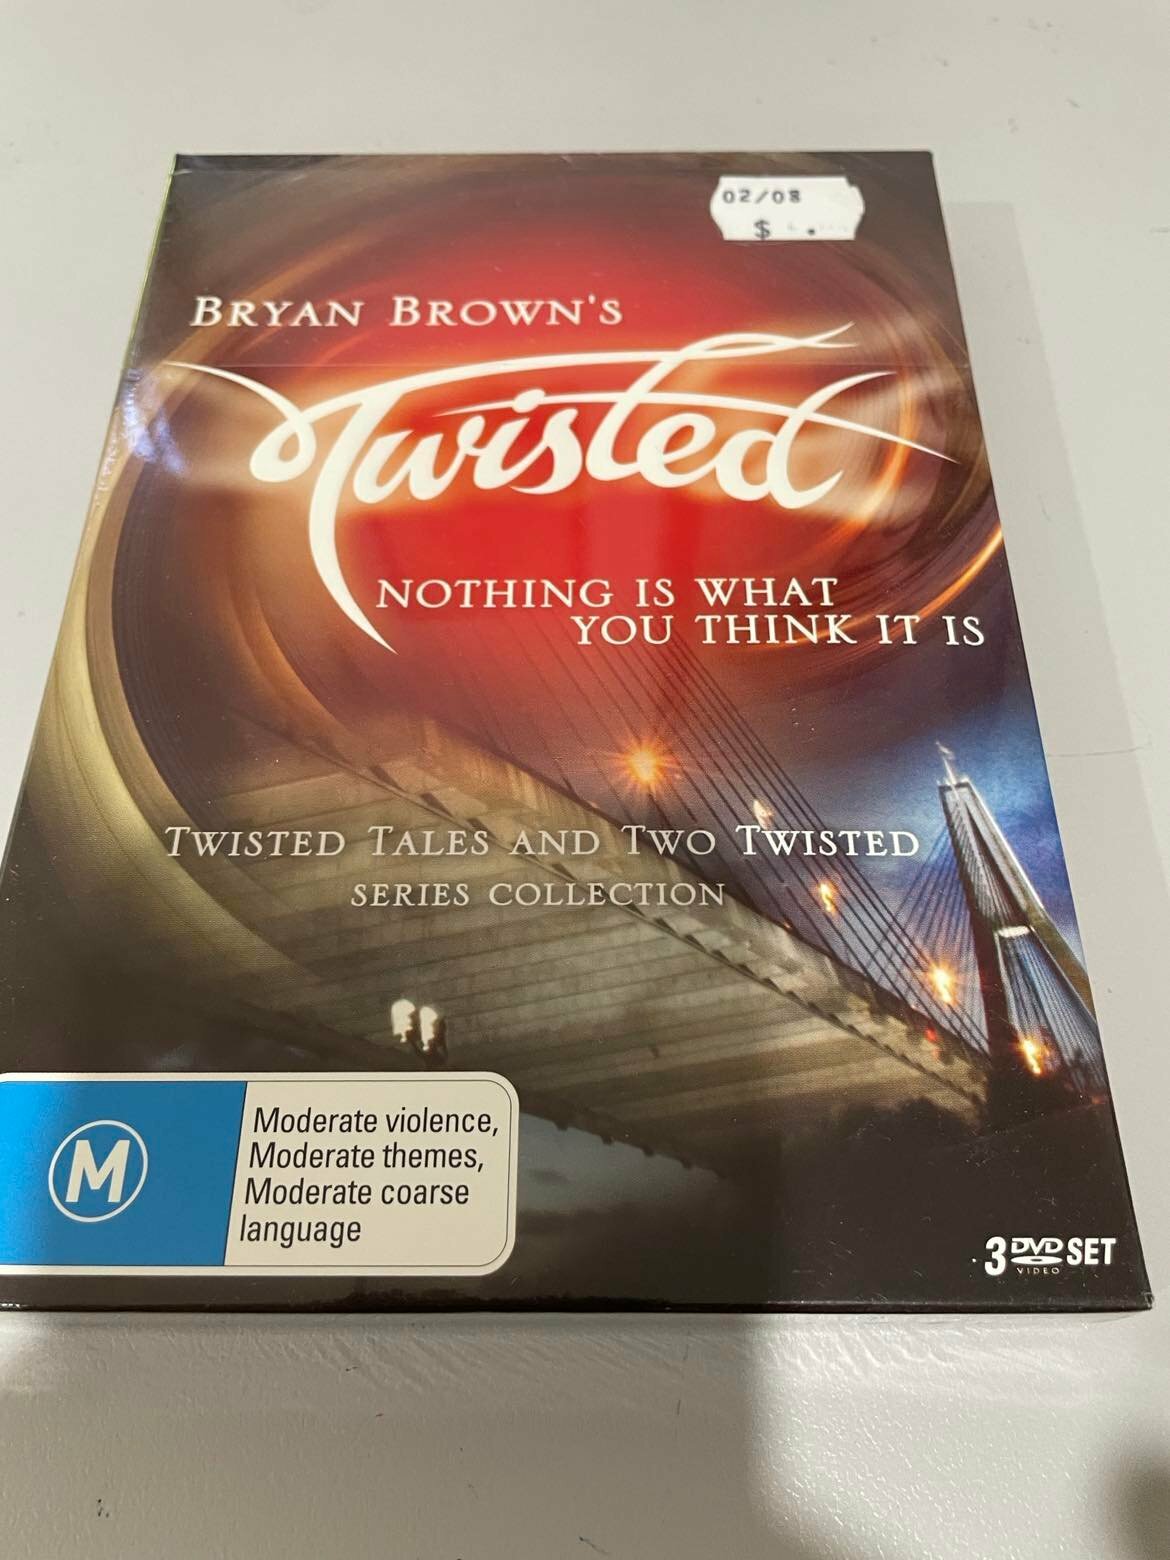 02/08
$
BRYAN BROWN'S
Twisted
NOTHING IS WHAT
YOU THINK IT IS
TWISTED TALES AND TWO TWISTED
SERIES COLLECTION
M
Moderate violence,
Moderate themes,
Moderate coarse
language
3 DVD SET
VIDEO